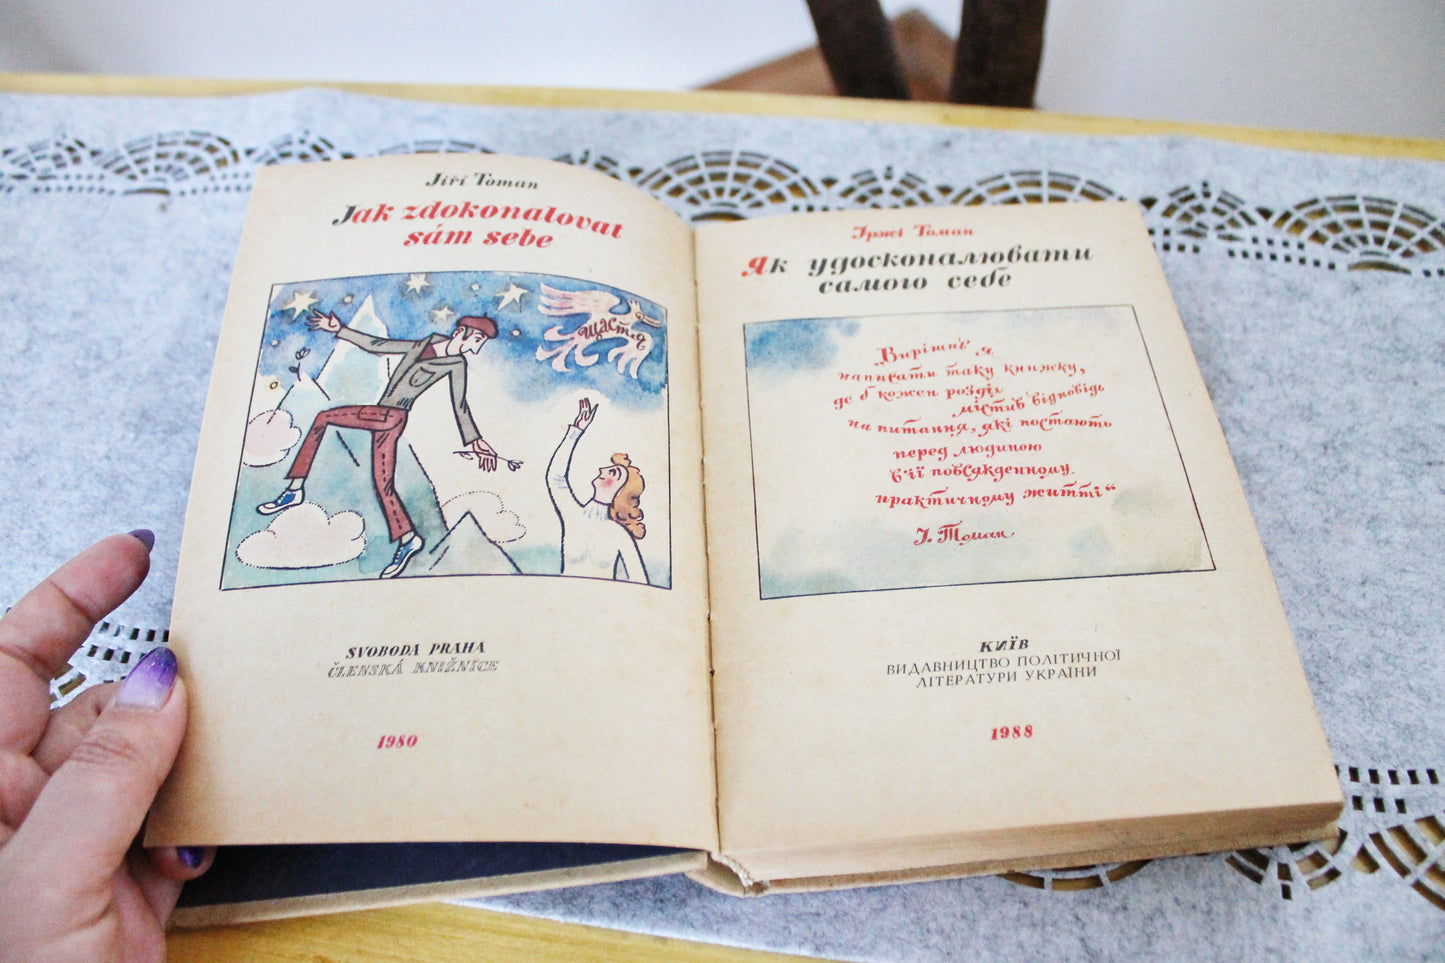 Jiří Toman
Jak zdokonalovat
sám sebe
щастя
SVOBODA PRAHA
ČLENSKÁ KNIŽNICE
1980
Іржі Томан
Як удосконалювати
самого себе
„Вирішив я
написати таку книжку,
де б кожен розділ
містив відповідь
на питання, які постають
перед людиною
в її повсякденному
практичному житті“
І. Томан
КИЇВ
ВИДАВНИЦТВО ПОЛІТИЧНОЇ
ЛІТЕРАТУРИ УКРАЇНИ
1988